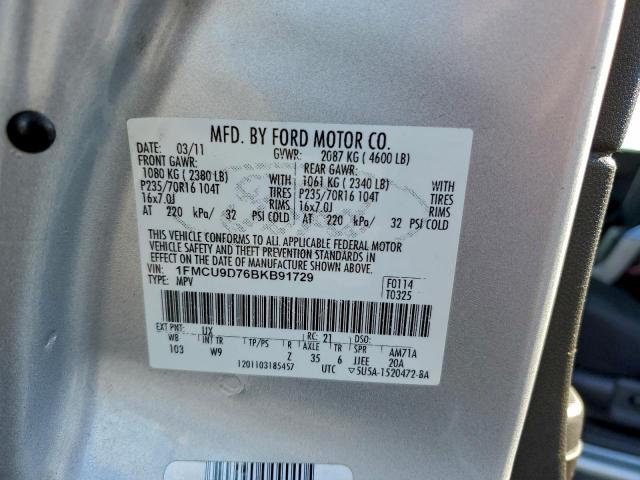 MFD. BY FORD MOTOR CO.
DATE: 03/11 GVWR: 2087 KG (4600 LB)
FRONT GAWR: REAR GAWR:
1080 KG (2380 LB) WITH 1061 KG (2340 LB) WITH
P235/70R16 104T TIRES P235/70R16 104T TIRES
16x7.0J RIMS 16x7.0J RIMS
AT 220 kPa/ 32 PSI COLD AT 220 kPa/ 32 PSI COLD
THIS VEHICLE CONFORMS TO ALL APPLICABLE FEDERAL MOTOR
VEHICLE SAFETY AND THEFT PREVENTION STANDARDS IN
EFFECT ON THE DATE OF MANUFACTURE SHOWN ABOVE.
VIN: 1FMCU9D76BKB91729
TYPE: MPV
F0114
T0325
EXT PNT: UX RC: 21 DSO:
WB INT TR TP/PS R AXLE TR SPR AM71A
103 W9 Z 35 6 JJEE 20A
1201103185457 UTC ▽5U5A-1520472-BA